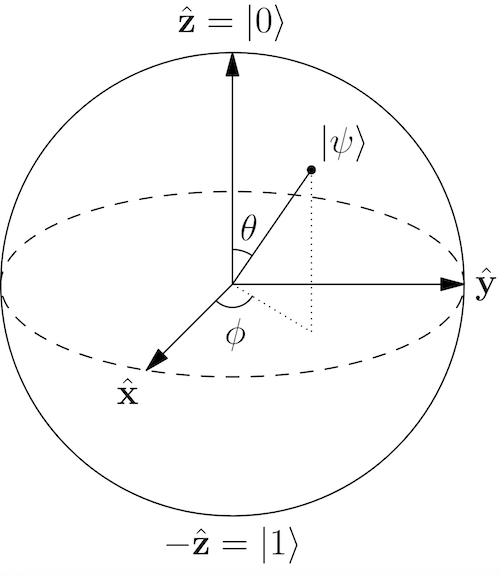 ẑ = |0⟩
|ψ⟩
θ
ŷ
ϕ
x̂
−ẑ = |1⟩